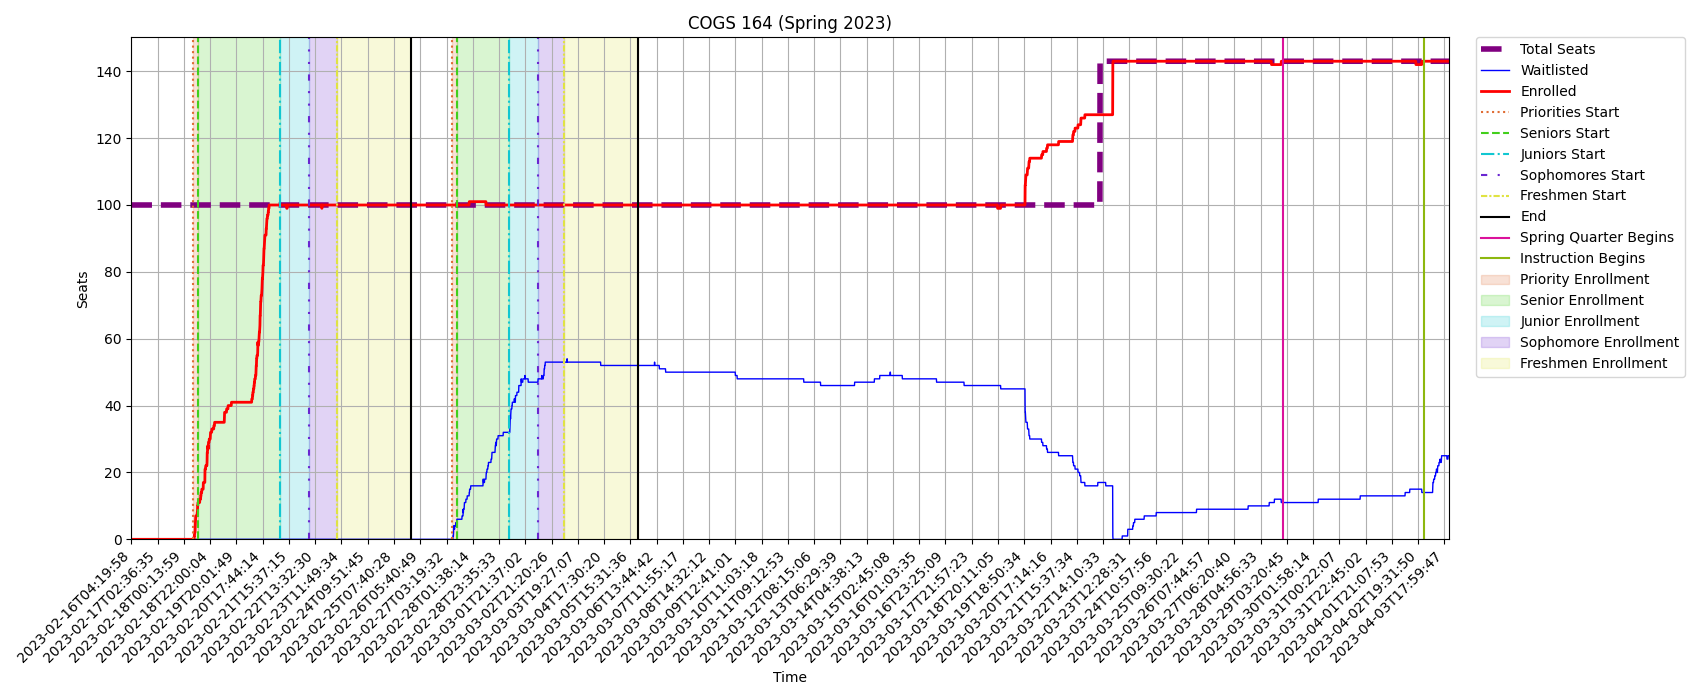 COGS 164 (Spring 2023)
Seats
140
120
100
80
60
40
20
0
2023-02-16T04:19:58
2023-02-17T02:36:35
2023-02-18T00:13:59
2023-02-18T22:00:04
2023-02-19T20:01:49
2023-02-20T17:44:14
2023-02-21T15:37:15
2023-02-22T13:32:30
2023-02-23T11:49:34
2023-02-24T09:51:45
2023-02-25T07:40:28
2023-02-26T05:40:49
2023-02-27T03:19:32
2023-02-28T01:38:14
2023-02-28T23:35:33
2023-03-01T21:37:02
2023-03-02T21:20:26
2023-03-03T19:27:07
2023-03-04T17:30:20
2023-03-05T15:31:36
2023-03-06T13:44:42
2023-03-07T11:55:17
2023-03-08T14:32:12
2023-03-09T12:41:01
2023-03-10T11:03:18
2023-03-11T09:12:53
2023-03-12T08:15:06
2023-03-13T06:29:39
2023-03-14T04:38:13
2023-03-15T02:45:08
2023-03-16T01:03:35
2023-03-16T23:25:09
2023-03-17T21:57:23
2023-03-18T20:11:05
2023-03-19T18:50:34
2023-03-20T17:14:16
2023-03-21T15:37:34
2023-03-22T14:10:33
2023-03-23T12:28:31
2023-03-24T10:57:56
2023-03-25T09:30:22
2023-03-26T07:44:57
2023-03-27T06:20:40
2023-03-28T04:56:33
2023-03-29T03:20:45
2023-03-30T01:58:14
2023-03-31T00:22:07
2023-03-31T22:45:02
2023-04-01T21:07:53
2023-04-02T19:31:50
2023-04-03T17:59:47
Time
Total Seats
Waitlisted
Enrolled
Priorities Start
Seniors Start
Juniors Start
Sophomores Start
Freshmen Start
End
Spring Quarter Begins
Instruction Begins
Priority Enrollment
Senior Enrollment
Junior Enrollment
Sophomore Enrollment
Freshmen Enrollment